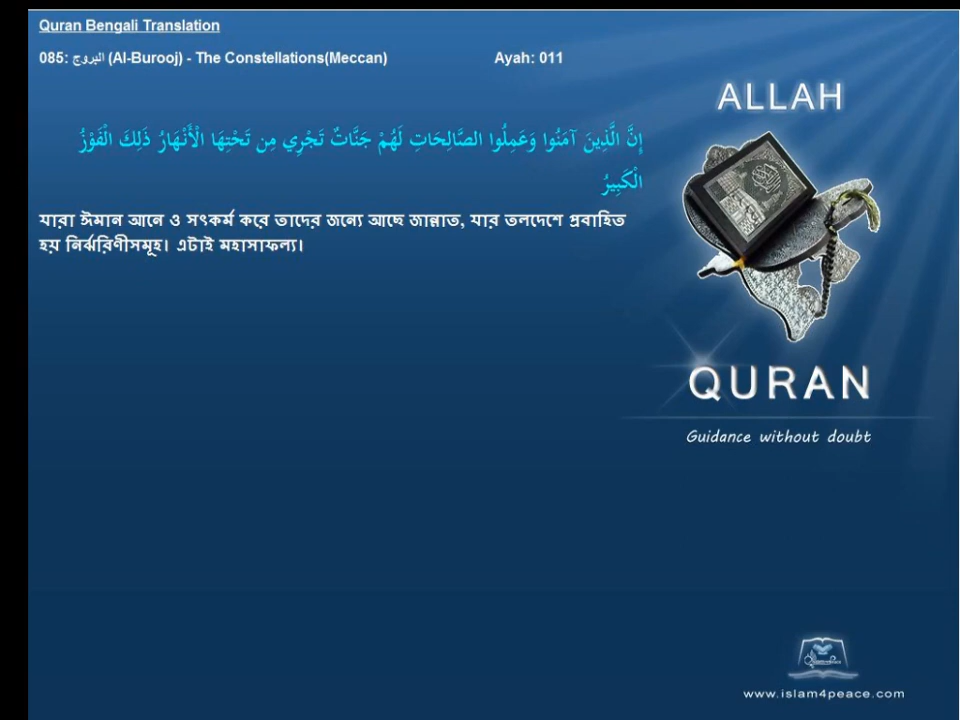 Quran Bengali Translation
085: البروج (Al-Burooj) - The Constellations(Meccan) Ayah: 011
إِنَّ الَّذِينَ آمَنُوا وَعَمِلُوا الصَّالِحَاتِ لَهُمْ جَنَّاتٌ تَجْرِي مِن تَحْتِهَا الْأَنْهَارُ ذَلِكَ الْفَوْزُ
الْكَبِيرُ
যারা ঈমান আনে ও সৎকর্ম করে তাদের জন্যে আছে জান্নাত, যার তলদেশে প্রবাহিত
হয় নির্ঝরিণীসমূহ। এটাই মহাসাফল্য।
ALLAH
QURAN
Guidance without doubt
www.islam4peace.com